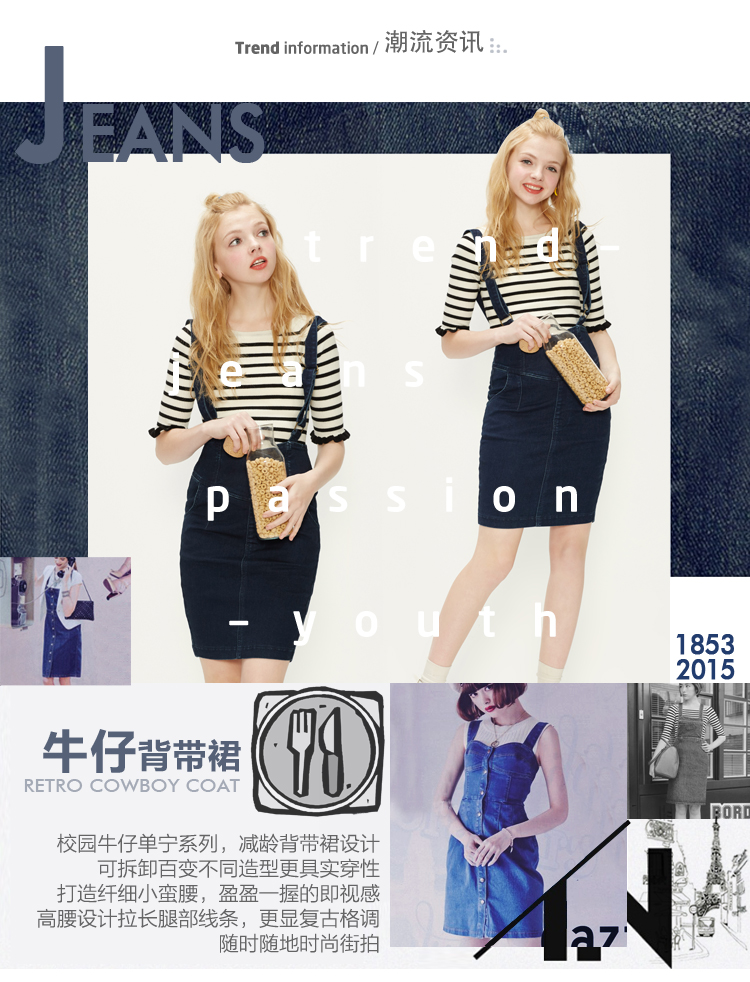 Trend information / 潮流资讯
JEANS
trend-
jeans
passion
-youth
1853
2015
牛仔背带裙
RETRO COWBOY COAT
校园牛仔单宁系列，减龄背带裙设计
可拆卸百变不同造型更具实穿性
打造纤细小蛮腰，盈盈一握的即视感
高腰设计拉长腿部线条，更显复古格调
随时随地时尚街拍
BORD